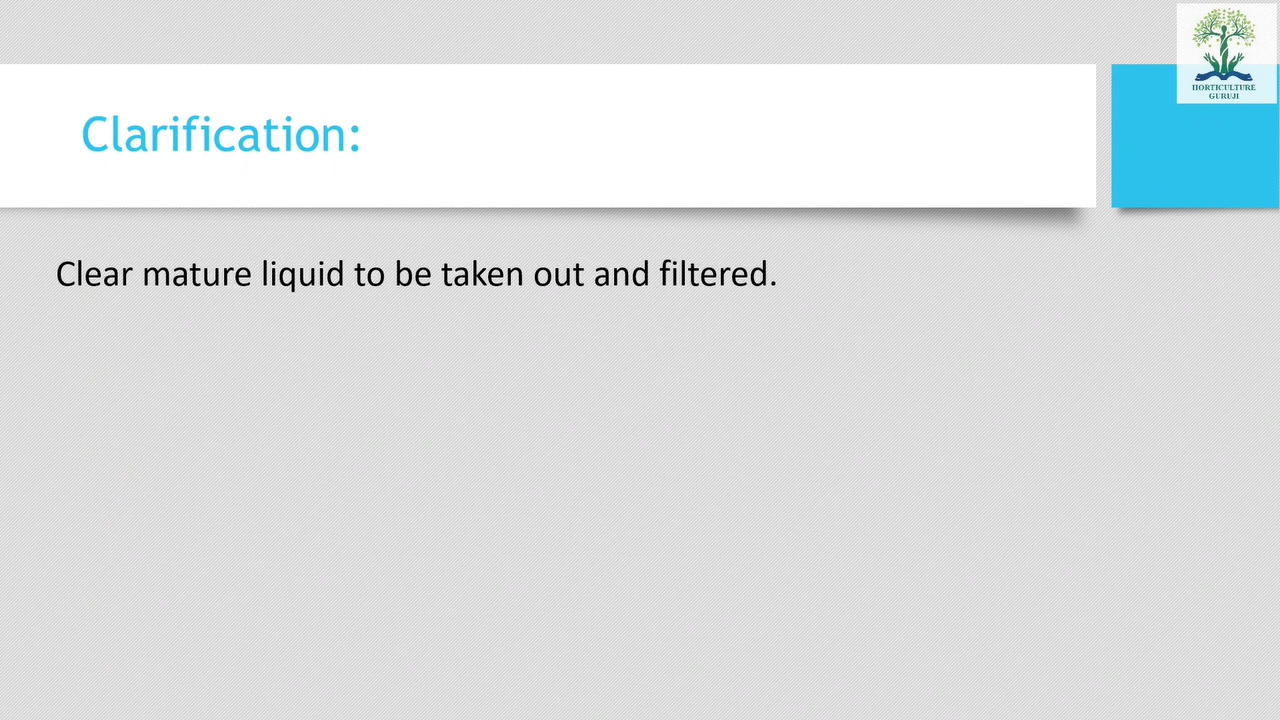 HORTICULTURE
GURUJI
Clarification:
Clear mature liquid to be taken out and filtered.